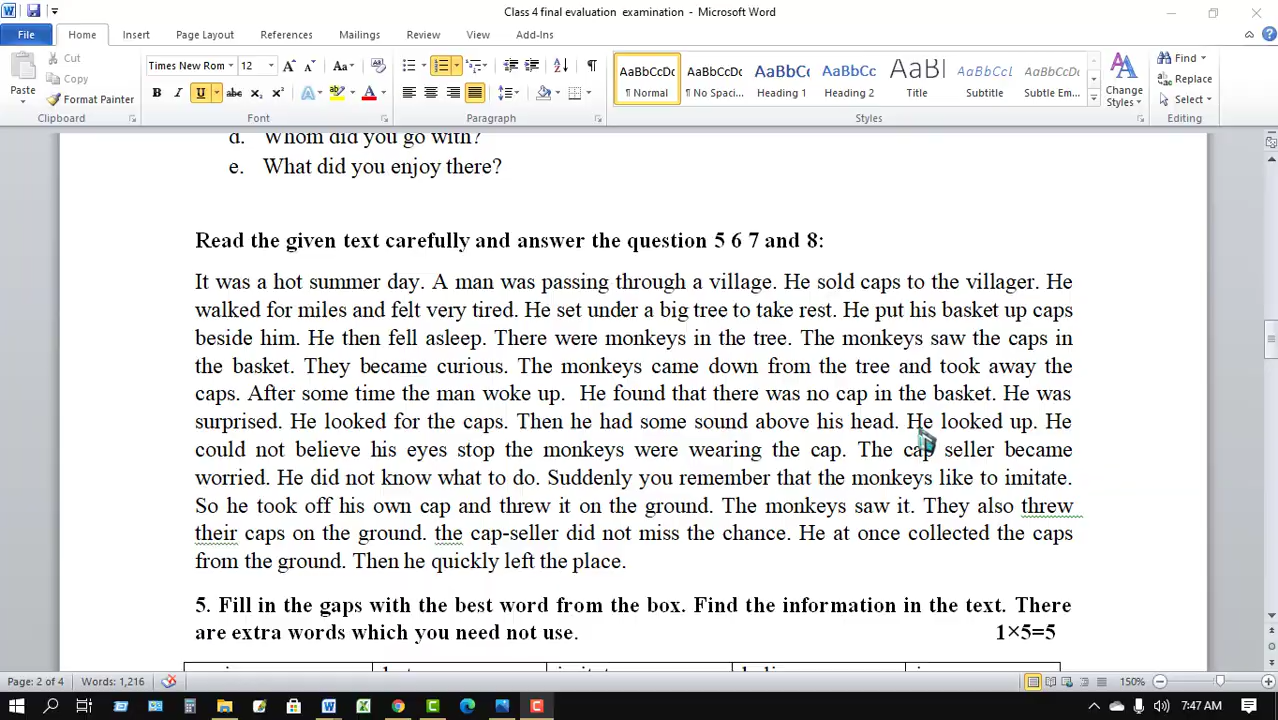 Class 4 final evaluation examination - Microsoft Word
File Home Insert Page Layout References Mailings Review View Add-Ins
Paste Cut Copy Format Painter
Times New Rom 12 Aa
B I U abc X₂ X² A A
AaBbCcDc AaBbCcDc AaBbCc AaBbCc AaBl AaBbCcDc AaBbCcDc
¶ Normal ¶ No Spaci... Heading 1 Heading 2 Title Subtitle Subtle Em...
Change Styles
Find Replace Select
Clipboard Font Paragraph Styles Editing
d. Whom did you go with?
e. What did you enjoy there?
Read the given text carefully and answer the question 5 6 7 and 8:
It was a hot summer day. A man was passing through a village. He sold caps to the villager. He
walked for miles and felt very tired. He set under a big tree to take rest. He put his basket up caps
beside him. He then fell asleep. There were monkeys in the tree. The monkeys saw the caps in
the basket. They became curious. The monkeys came down from the tree and took away the
caps. After some time the man woke up. He found that there was no cap in the basket. He was
surprised. He looked for the caps. Then he had some sound above his head. He looked up. He
could not believe his eyes stop the monkeys were wearing the cap. The cap seller became
worried. He did not know what to do. Suddenly you remember that the monkeys like to imitate.
So he took off his own cap and threw it on the ground. The monkeys saw it. They also threw
their caps on the ground. the cap-seller did not miss the chance. He at once collected the caps
from the ground. Then he quickly left the place.
5. Fill in the gaps with the best word from the box. Find the information in the text. There
are extra words which you need not use. 1×5=5
Page: 2 of 4 Words: 1,216 150%
7:47 AM